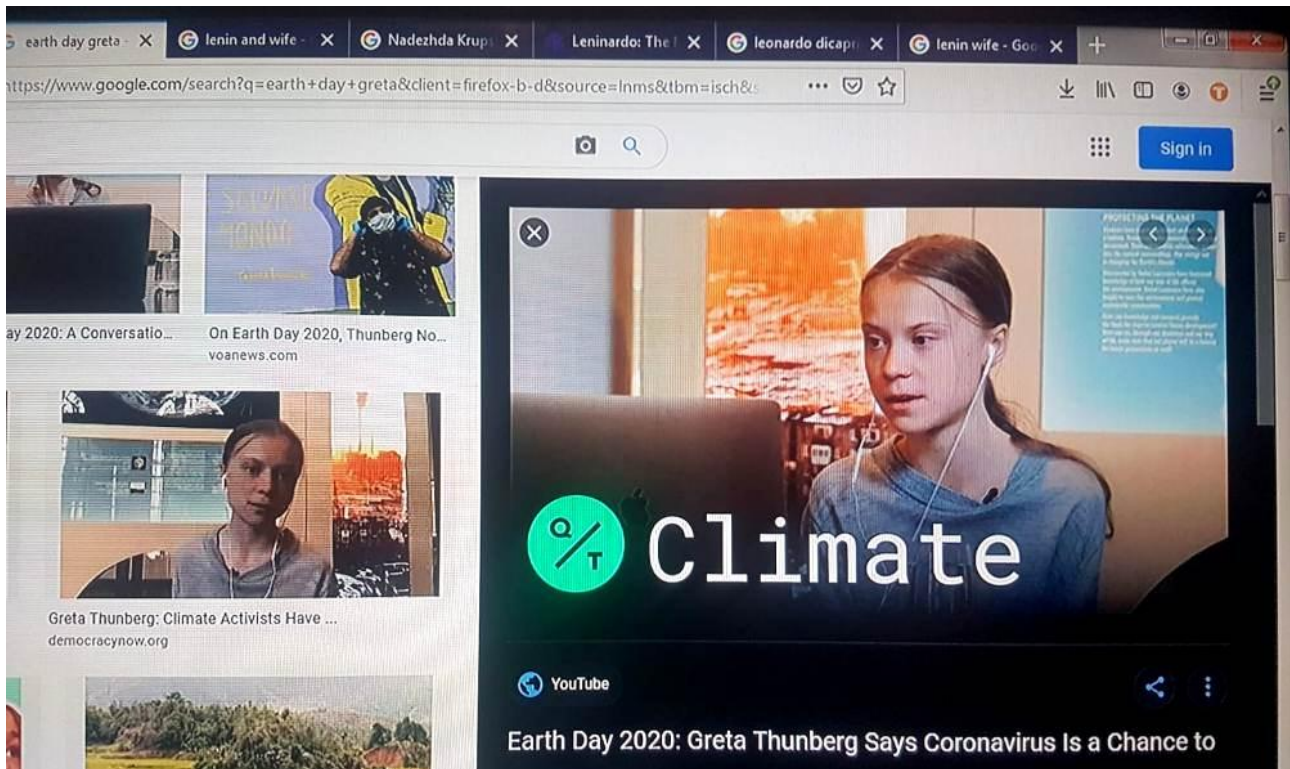 earth day greta -
lenin and wife -
Nadezhda Krups
Leninardo: The f
leonardo dicapri
lenin wife - Goo
https://www.google.com/search?q=earth+day+greta&client=firefox-b-d&source=lnms&tbm=isch&s
Sign in
PROTECTING THE PLANET
ay 2020: A Conversatio...
On Earth Day 2020, Thunberg No...
voanews.com
Q/T Climate
Greta Thunberg: Climate Activists Have ...
democracynow.org
YouTube
Earth Day 2020: Greta Thunberg Says Coronavirus Is a Chance to